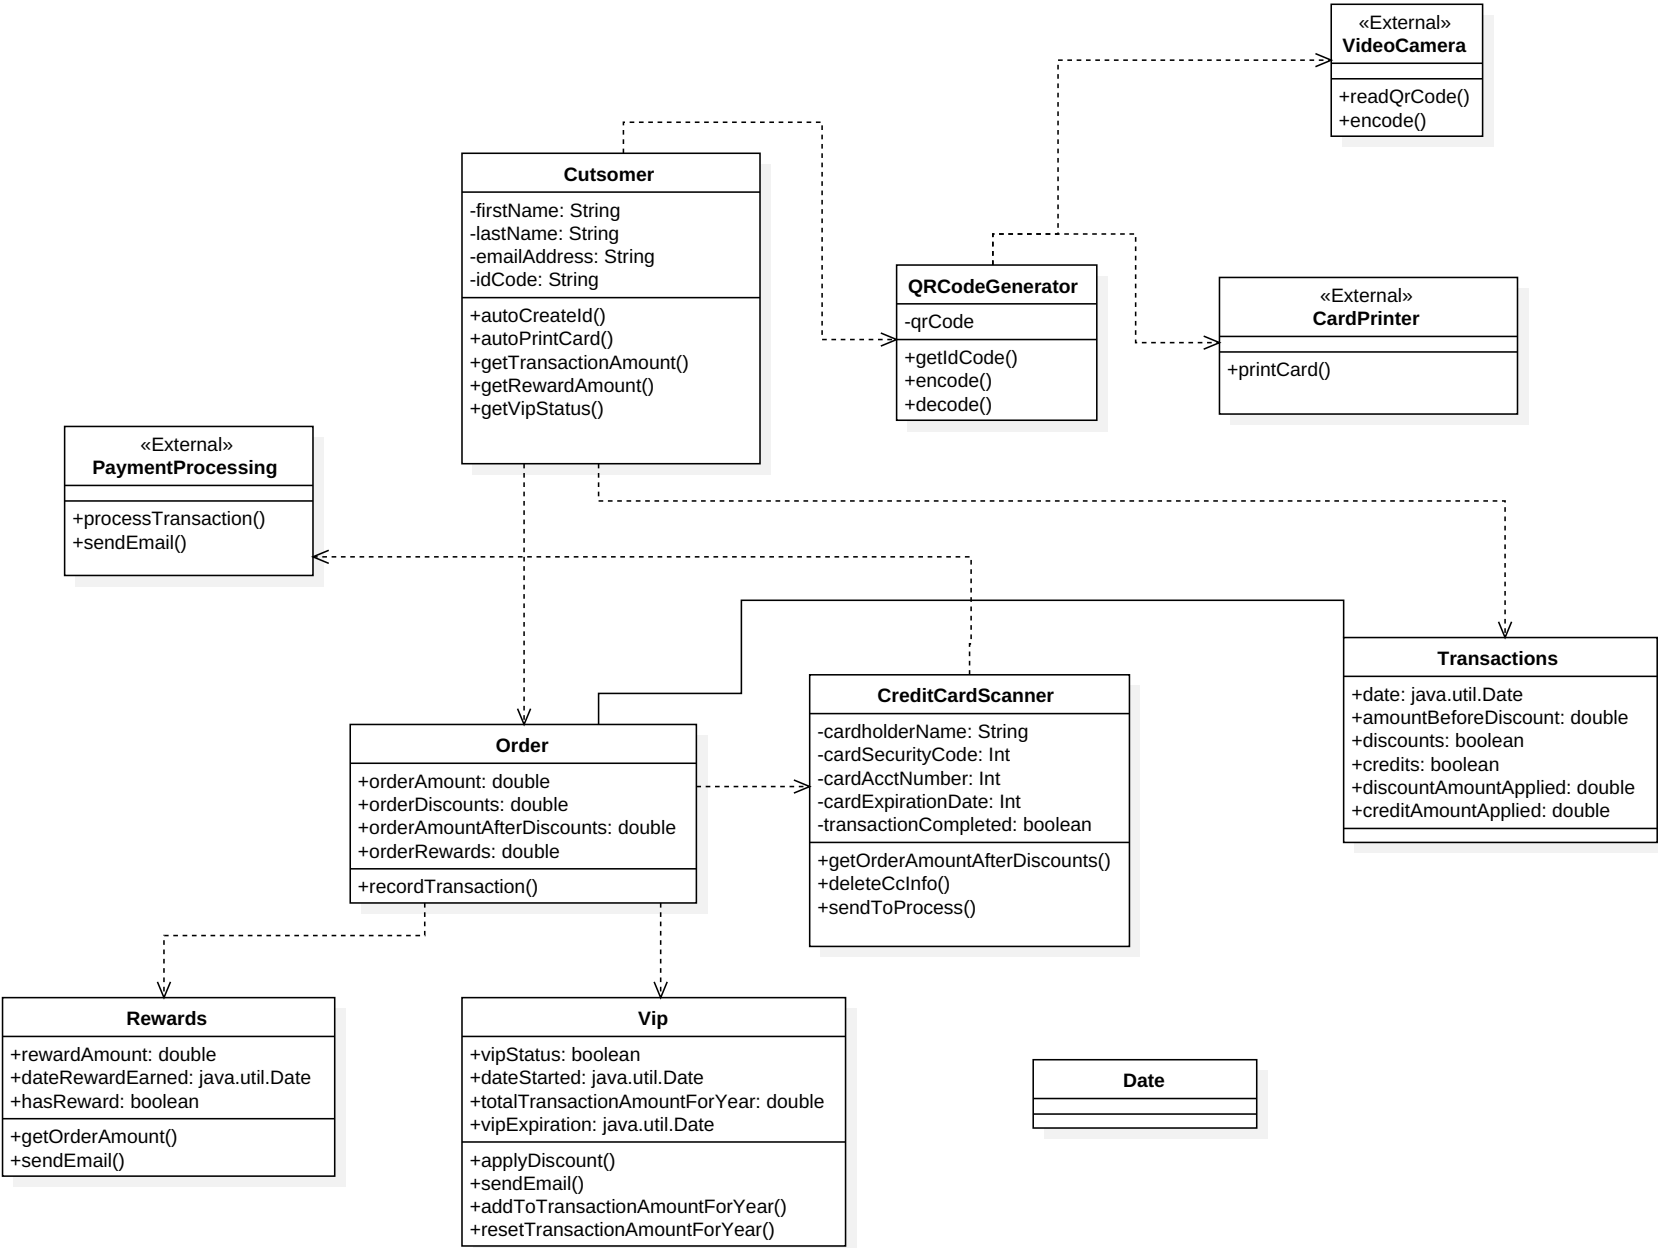 «External»
VideoCamera
+readQrCode()
+encode()
Cutsomer
-firstName: String
-lastName: String
-emailAddress: String
-idCode: String
+autoCreateId()
+autoPrintCard()
+getTransactionAmount()
+getRewardAmount()
+getVipStatus()
QRCodeGenerator
-qrCode
+getIdCode()
+encode()
+decode()
«External»
CardPrinter
+printCard()
«External»
PaymentProcessing
+processTransaction()
+sendEmail()
Transactions
+date: java.util.Date
+amountBeforeDiscount: double
+discounts: boolean
+credits: boolean
+discountAmountApplied: double
+creditAmountApplied: double
CreditCardScanner
-cardholderName: String
-cardSecurityCode: Int
-cardAcctNumber: Int
-cardExpirationDate: Int
-transactionCompleted: boolean
+getOrderAmountAfterDiscounts()
+deleteCcInfo()
+sendToProcess()
Order
+orderAmount: double
+orderDiscounts: double
+orderAmountAfterDiscounts: double
+orderRewards: double
+recordTransaction()
Rewards
+rewardAmount: double
+dateRewardEarned: java.util.Date
+hasReward: boolean
+getOrderAmount()
+sendEmail()
Vip
+vipStatus: boolean
+dateStarted: java.util.Date
+totalTransactionAmountForYear: double
+vipExpiration: java.util.Date
+applyDiscount()
+sendEmail()
+addToTransactionAmountForYear()
+resetTransactionAmountForYear()
Date